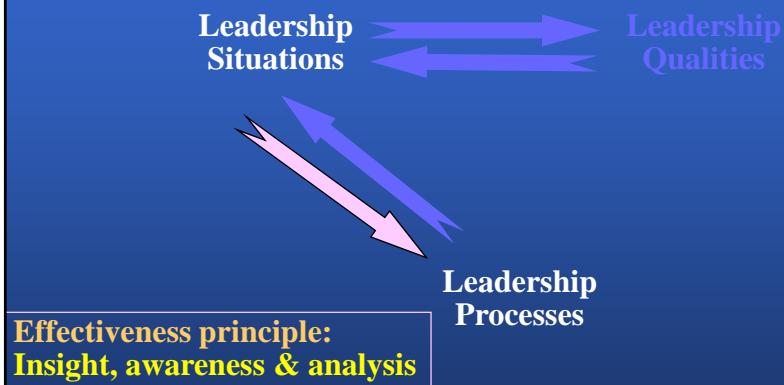 Leadership
Situations
Leadership
Qualities
Leadership
Processes
Effectiveness principle:
Insight, awareness & analysis